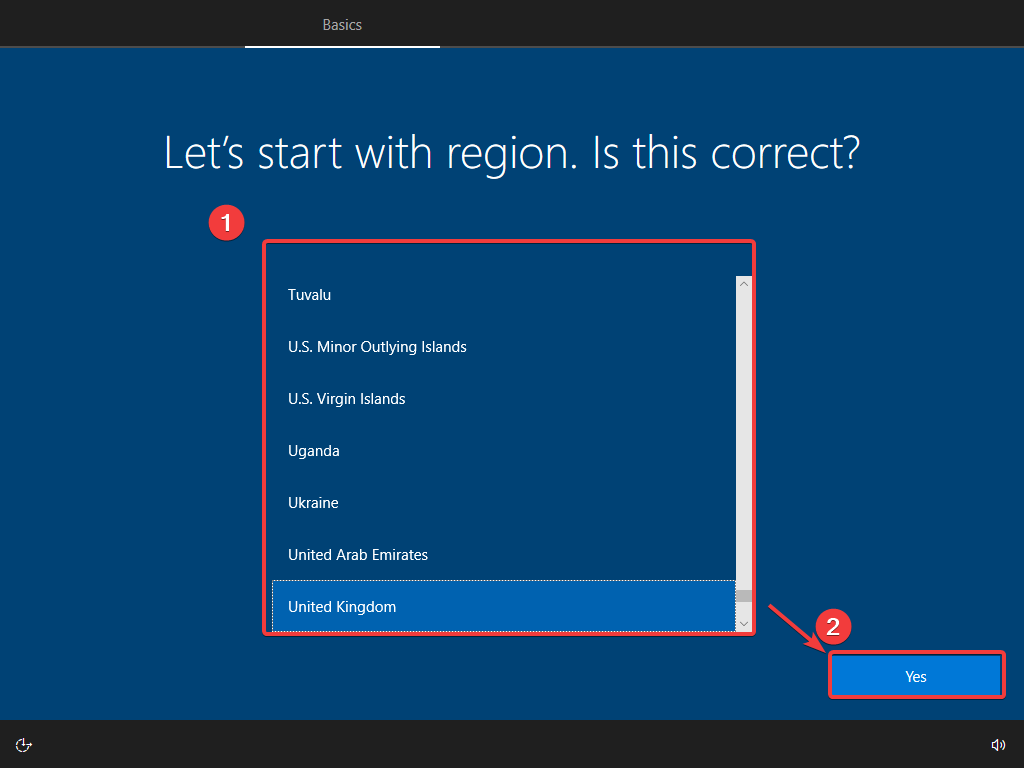 Basics
Let's start with region. Is this correct?
1
Tuvalu
U.S. Minor Outlying Islands
U.S. Virgin Islands
Uganda
Ukraine
United Arab Emirates
United Kingdom
2
Yes